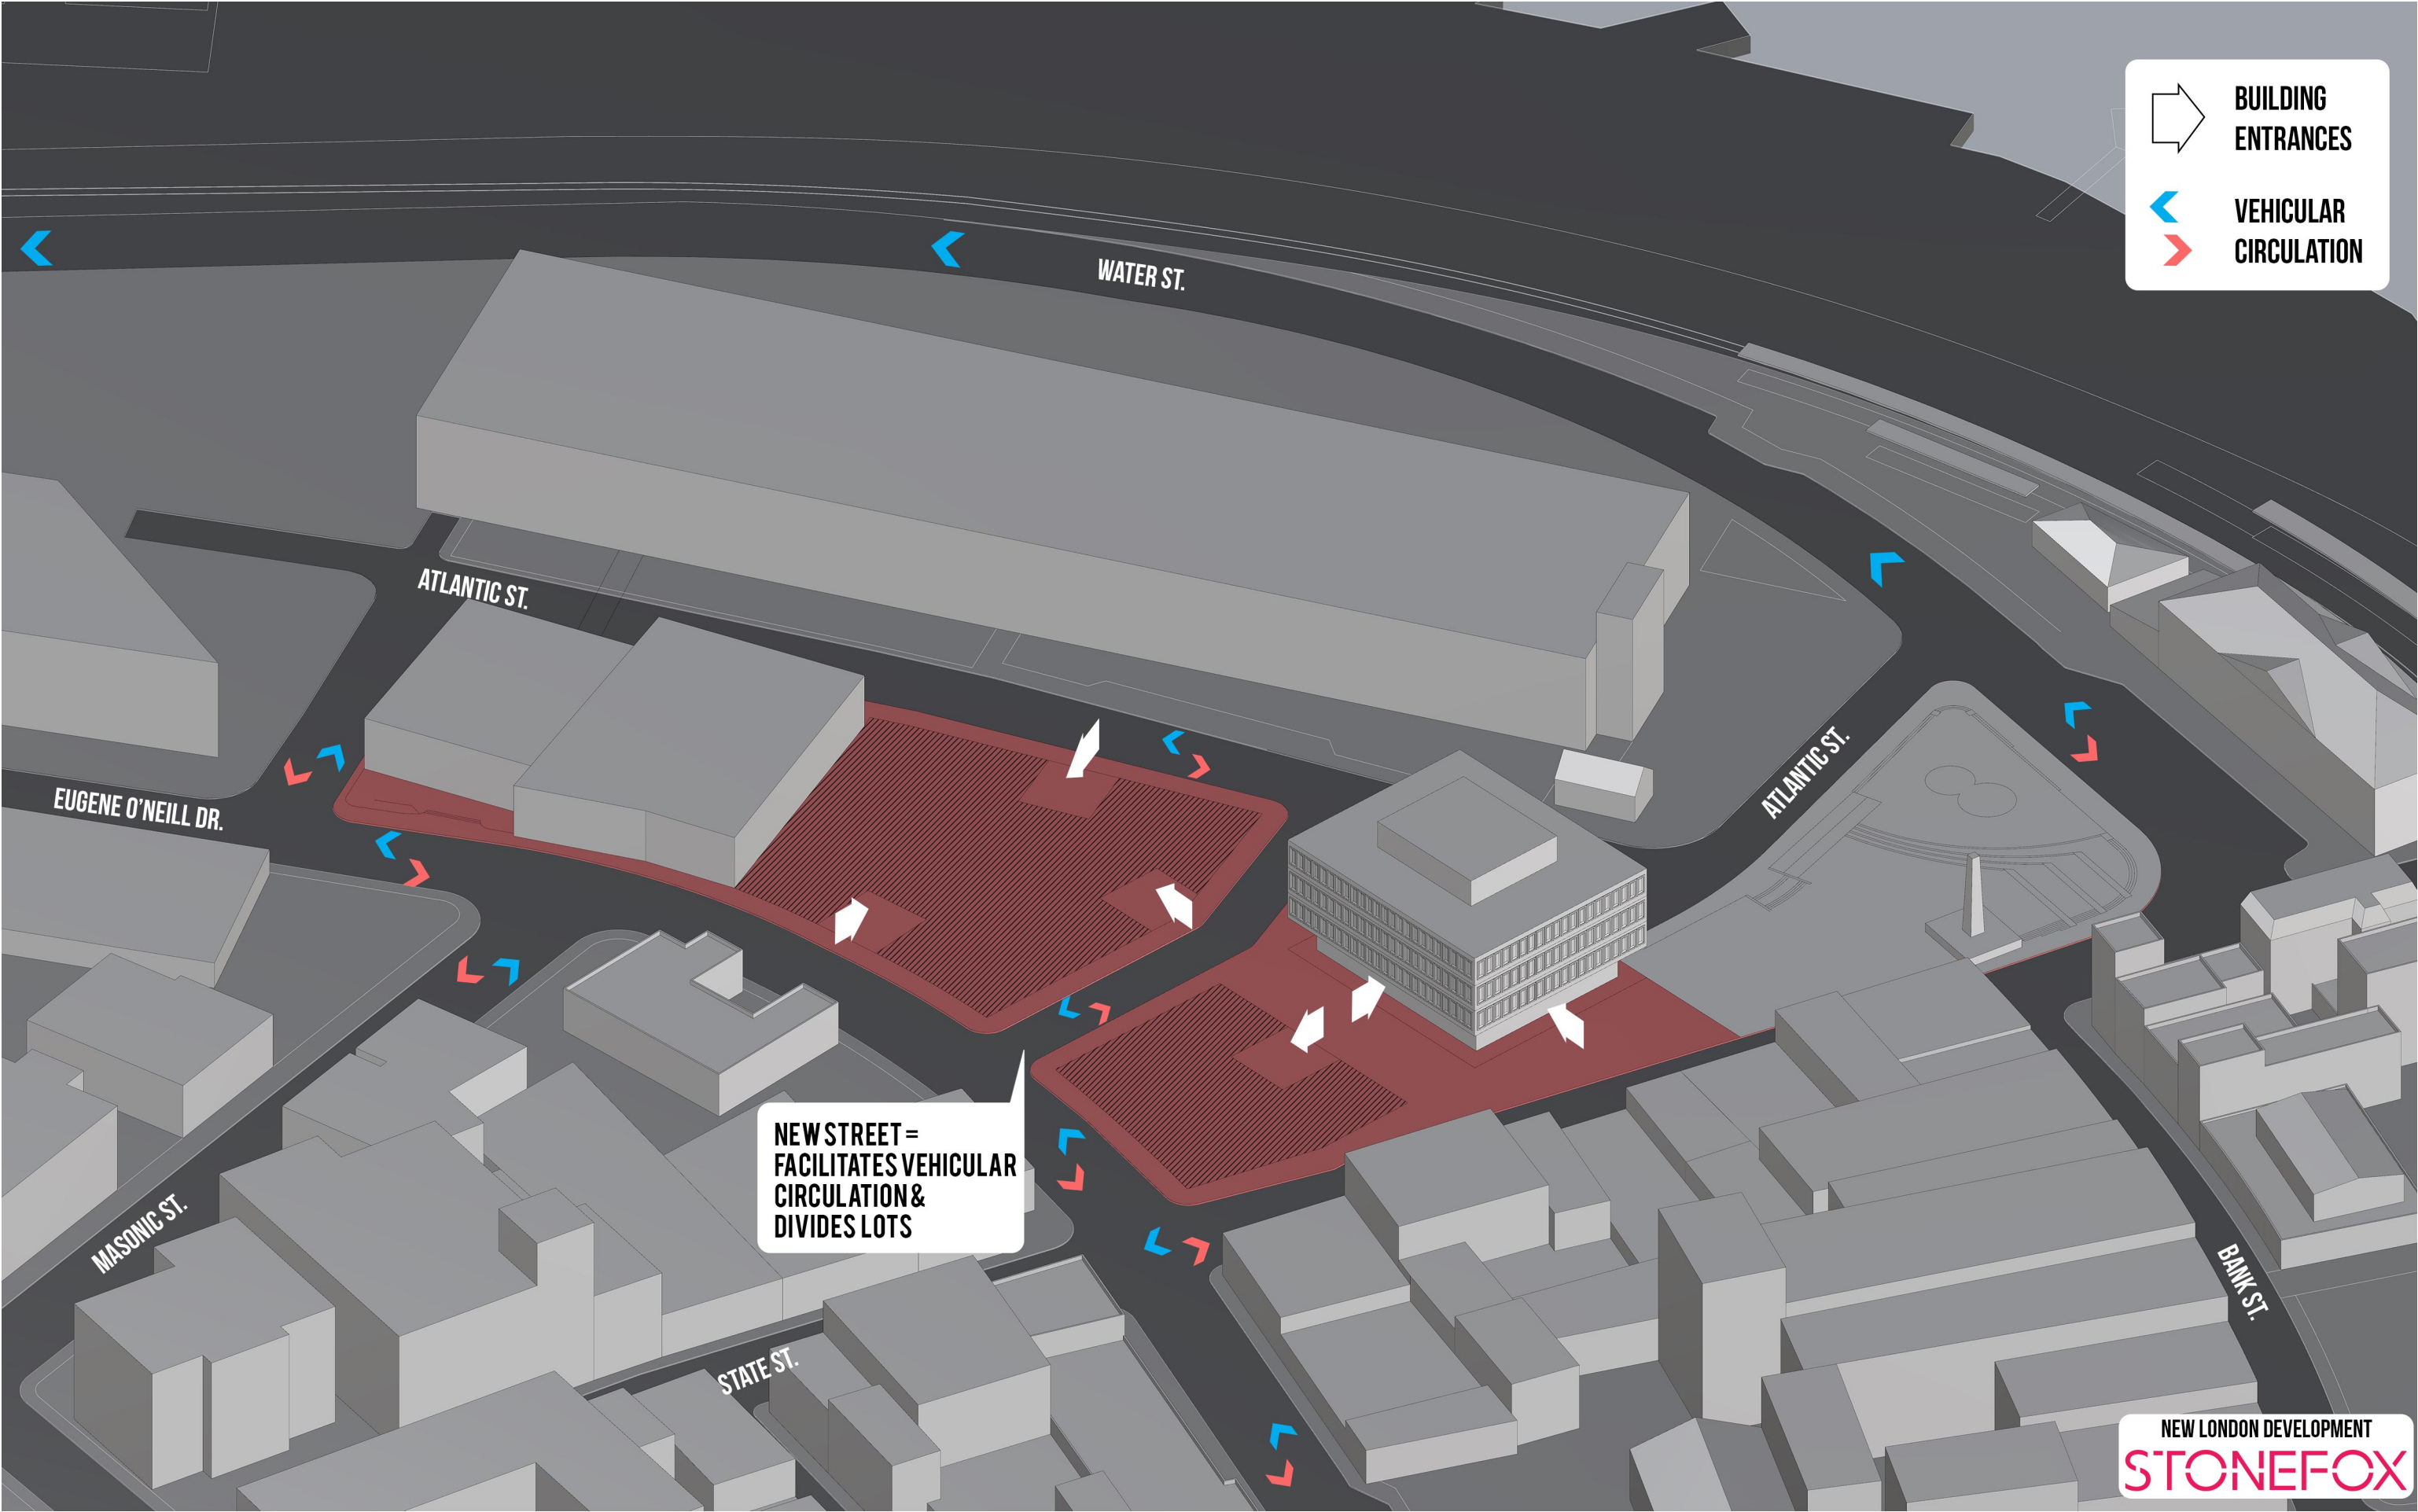 BUILDING
ENTRANCES
VEHICULAR
CIRCULATION
WATER ST.
ATLANTIC ST.
ATLANTIC ST.
EUGENE O'NEILL DR.
NEW STREET =
FACILITATES VEHICULAR
CIRCULATION &
DIVIDES LOTS
MASONIC ST.
BANK ST.
STATE ST.
NEW LONDON DEVELOPMENT
STONEFOX